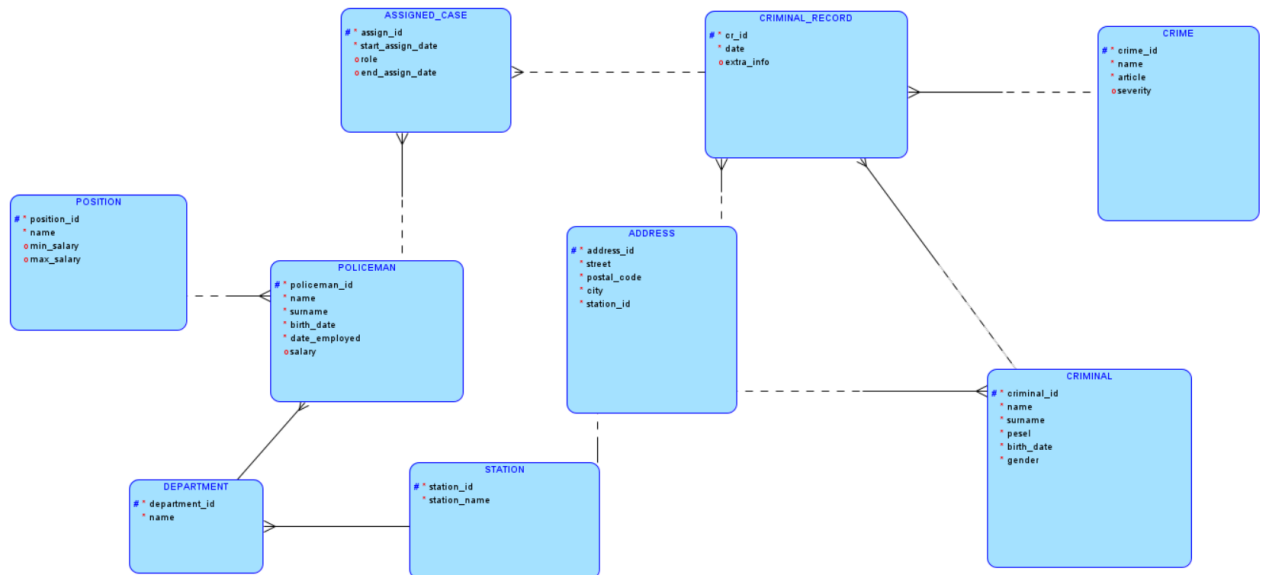 ASSIGNED_CASE
# * assign_id
* start_assign_date
o role
o end_assign_date
CRIMINAL_RECORD
# * cr_id
* date
o extra_info
CRIME
# * crime_id
* name
* article
o severity
POSITION
# * position_id
* name
o min_salary
o max_salary
POLICEMAN
# * policeman_id
* name
* surname
* birth_date
* date_employed
o salary
ADDRESS
# * address_id
* street
* postal_code
* city
* station_id
CRIMINAL
# * criminal_id
* name
* surname
* pesel
* birth_date
* gender
DEPARTMENT
# * department_id
* name
STATION
# * station_id
* station_name